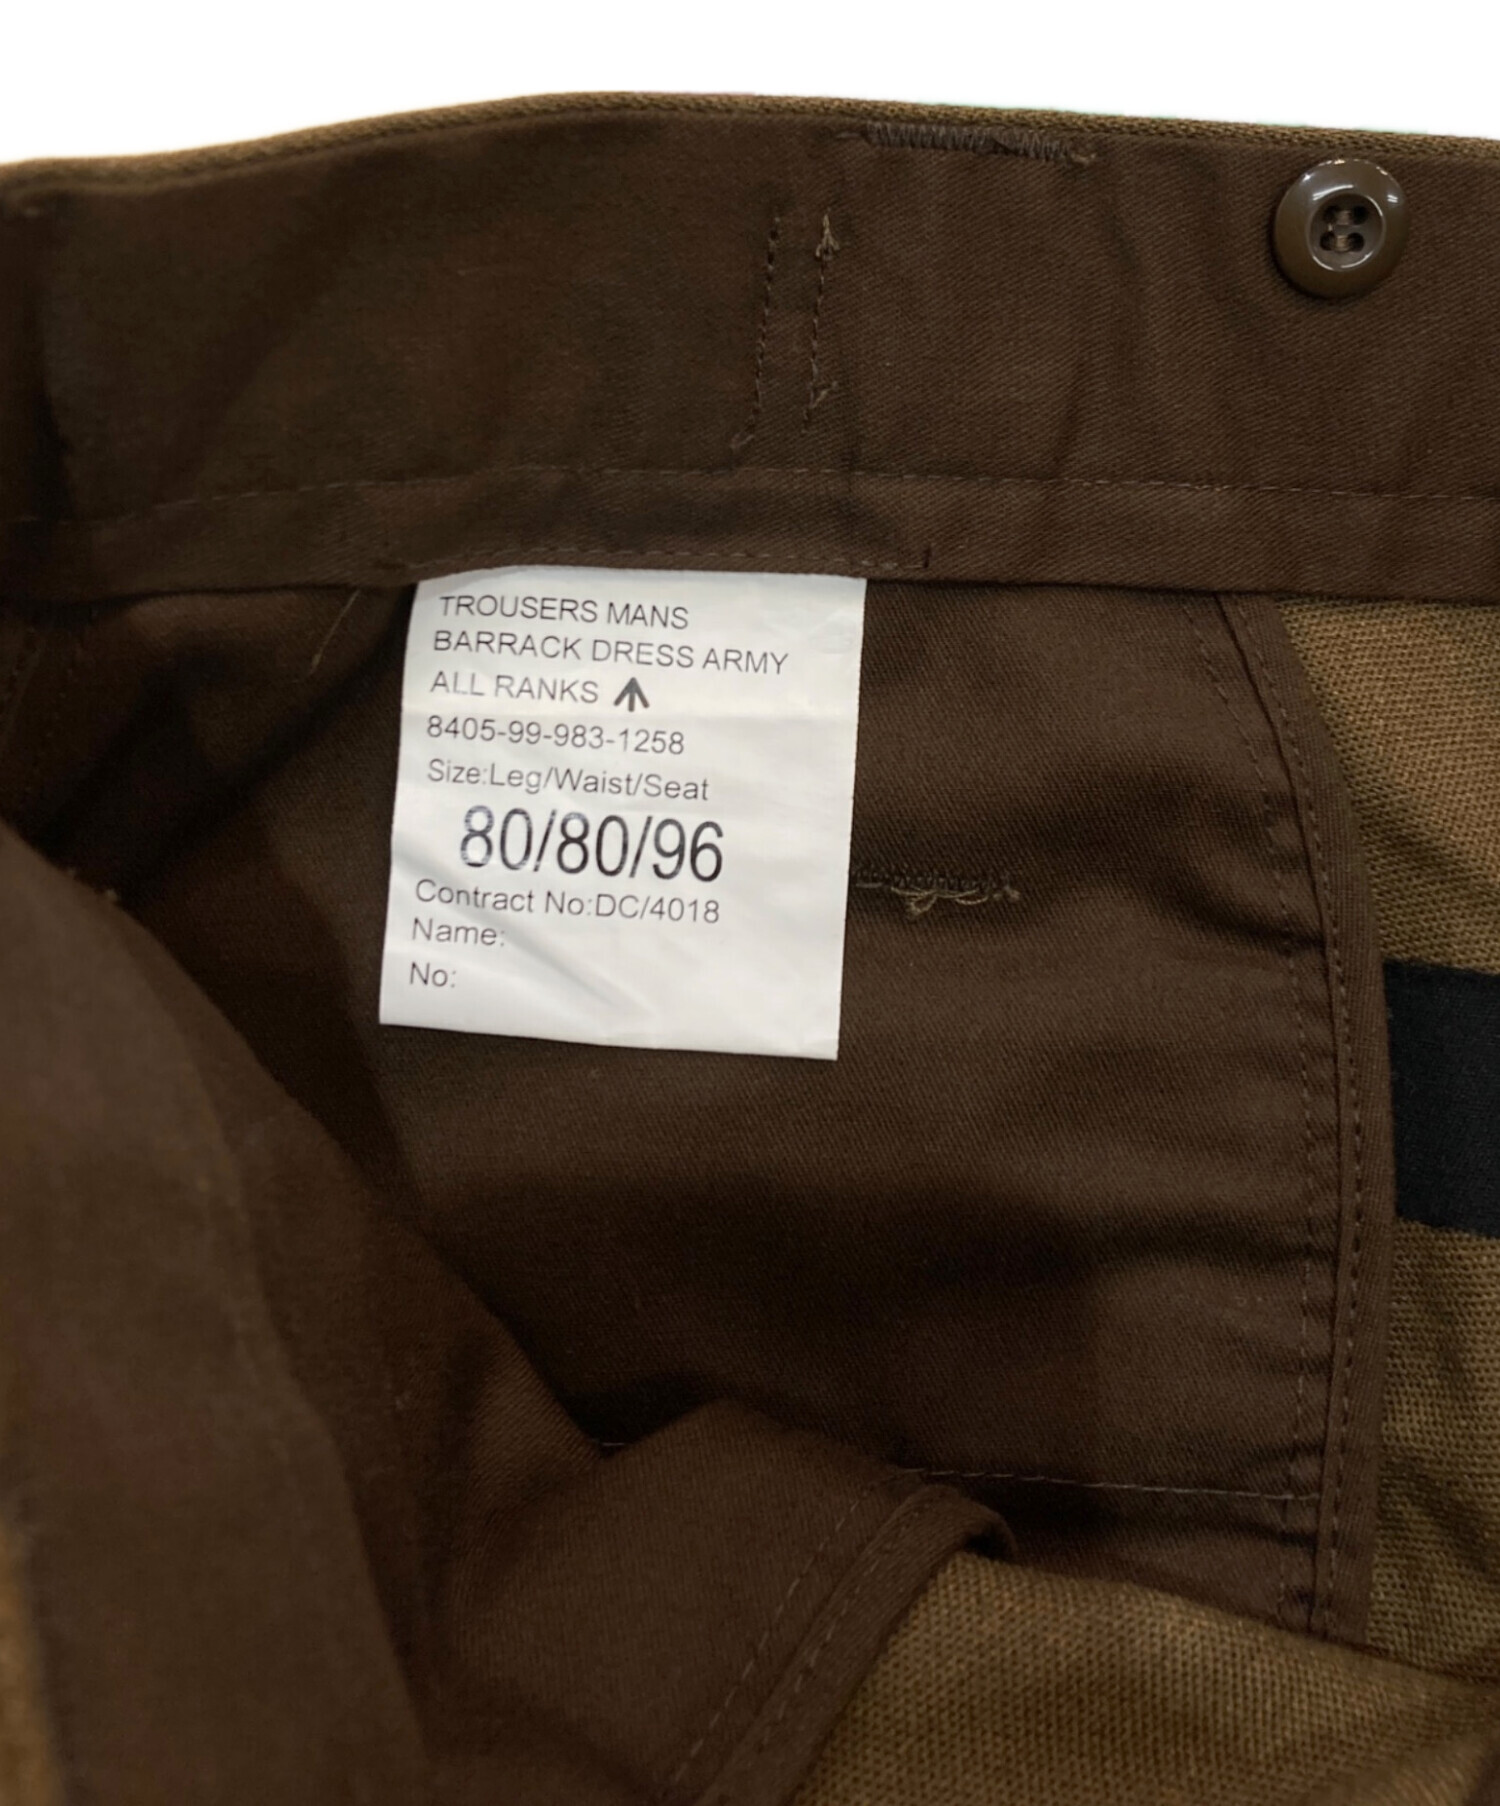 TROUSERS MANS
BARRACK DRESS ARMY
ALL RANKS
8405-99-983-1258
Size:Leg/Waist/Seat
80/80/96
Contract No:DC/4018
Name:
No: